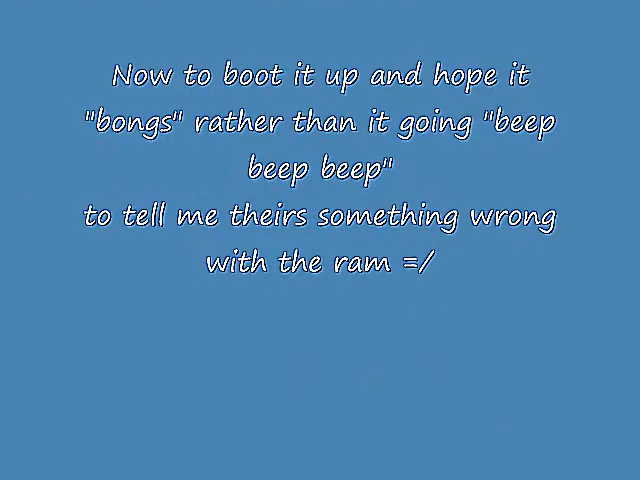 Now to boot it up and hope it
"bongs" rather than it going "beep
beep beep"
to tell me theirs something wrong
with the ram =/